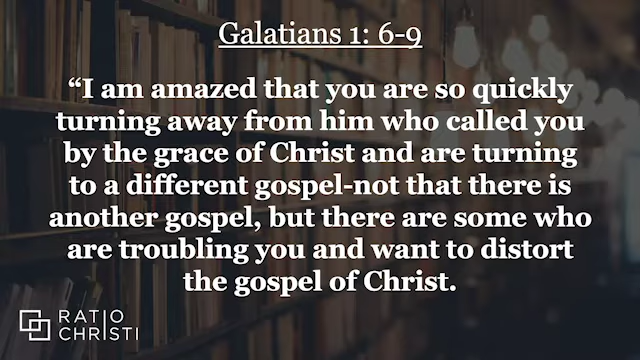 Galatians 1: 6-9
“I am amazed that you are so quickly
turning away from him who called you
by the grace of Christ and are turning
to a different gospel-not that there is
another gospel, but there are some who
are troubling you and want to distort
the gospel of Christ.
RATIO
CHRISTI